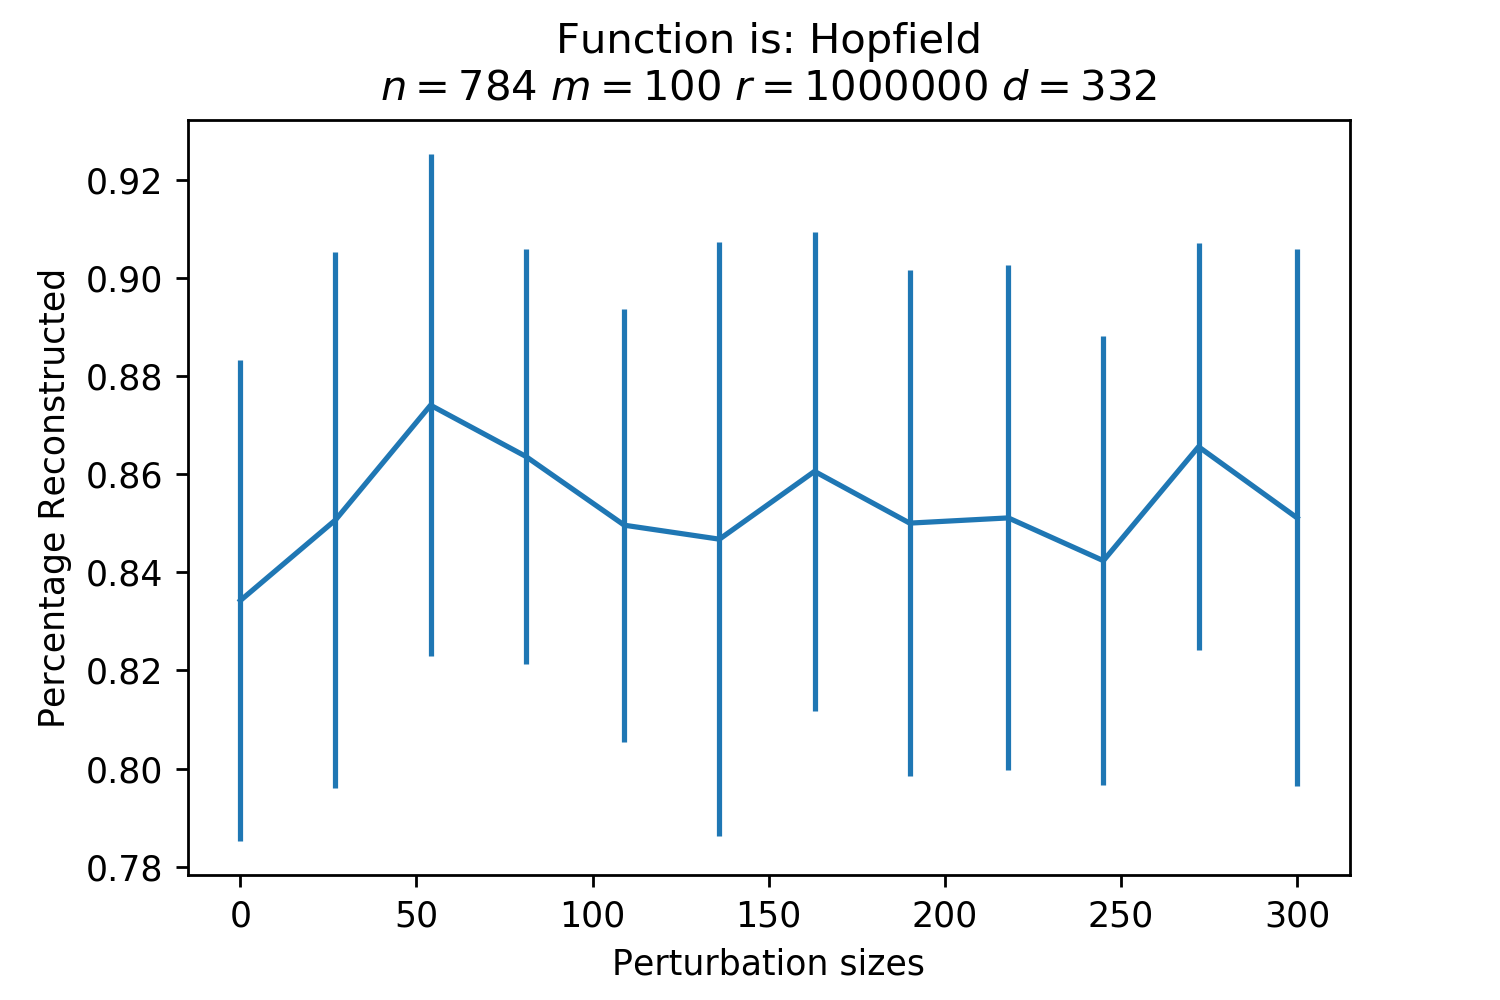 Function is: Hopfield
n = 784 m = 100 r = 1000000 d = 332
Percentage Reconstructed
0.92
0.90
0.88
0.86
0.84
0.82
0.80
0.78
0 50 100 150 200 250 300
Perturbation sizes